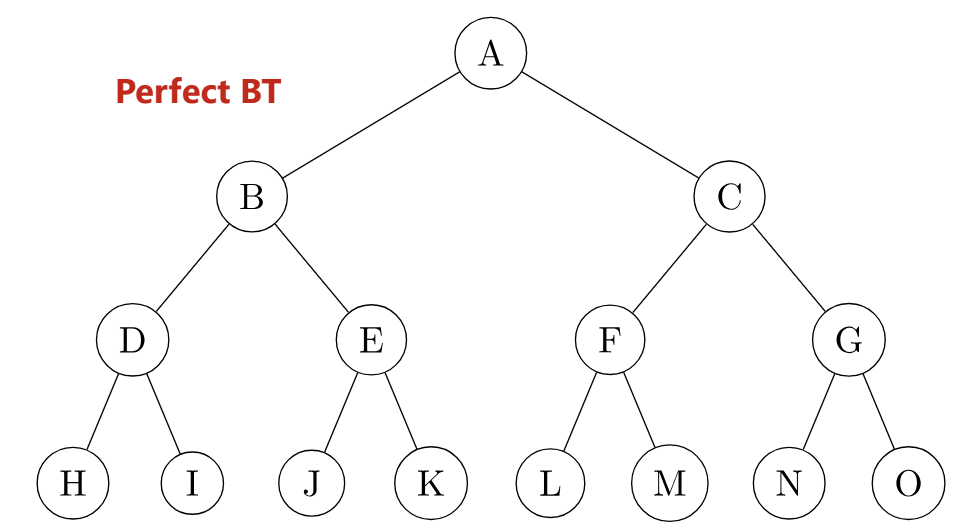 A
Perfect BT
B C
D E F G
H I J K L M N O